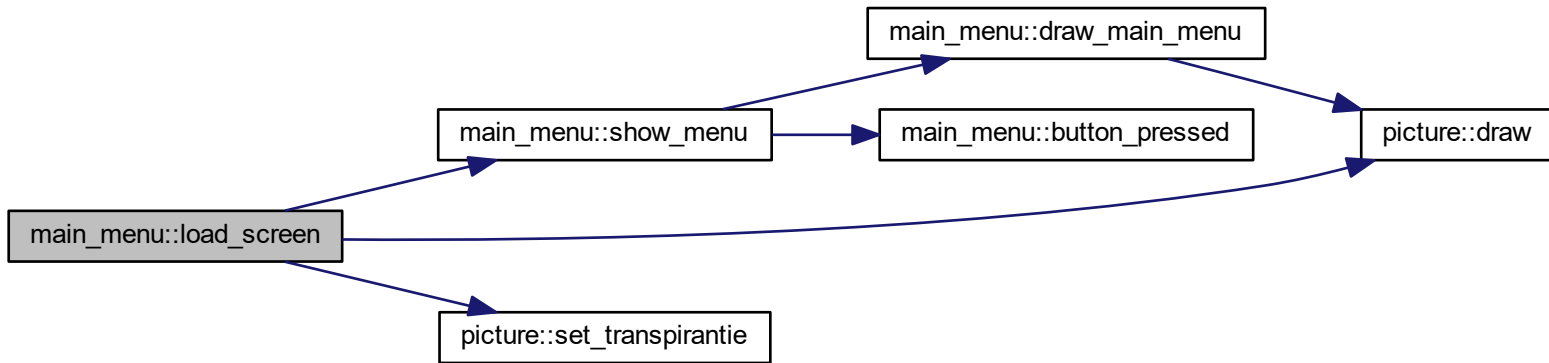 main_menu::draw_main_menu
main_menu::show_menu
main_menu::button_pressed
picture::draw
main_menu::load_screen
picture::set_transpirantie